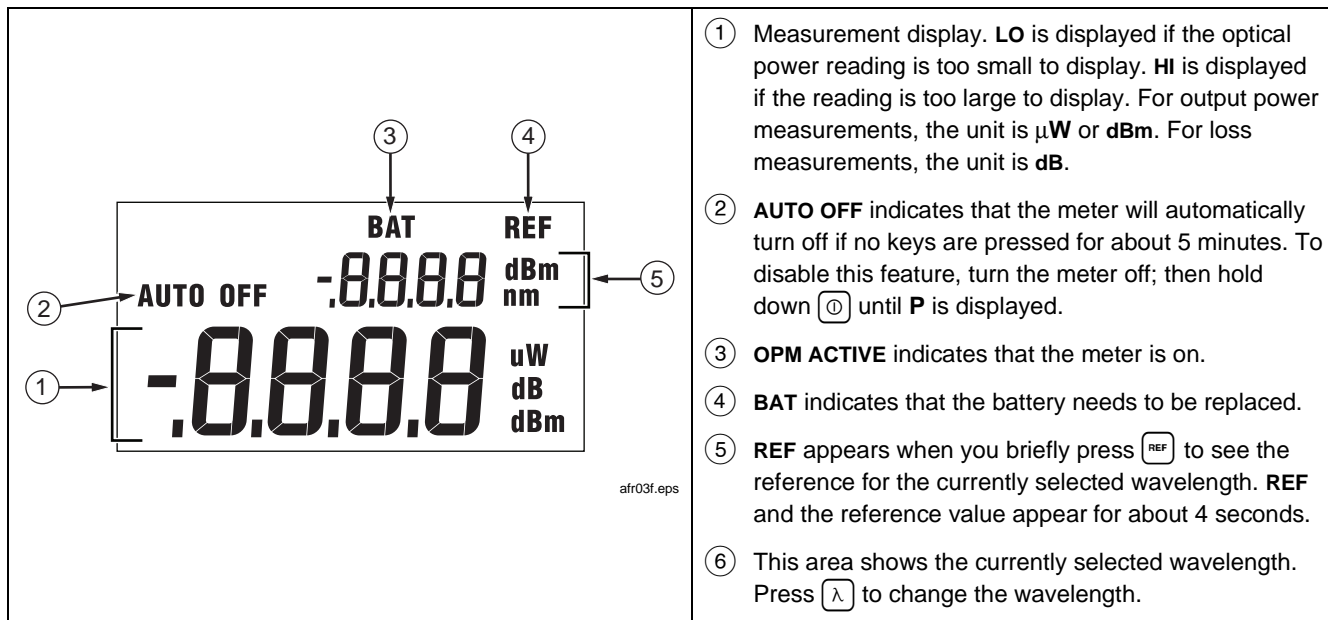 ③
④
BAT
REF
-.8.8.8.8
dBm
nm
⑤
②
AUTO OFF
①
-.8.8.8.8
uW
dB
dBm
afr03f.eps
① Measurement display. LO is displayed if the optical
power reading is too small to display. HI is displayed
if the reading is too large to display. For output power
measurements, the unit is μW or dBm. For loss
measurements, the unit is dB.
② AUTO OFF indicates that the meter will automatically
turn off if no keys are pressed for about 5 minutes. To
disable this feature, turn the meter off; then hold
down until P is displayed.
③ OPM ACTIVE indicates that the meter is on.
④ BAT indicates that the battery needs to be replaced.
⑤ REF appears when you briefly press REF to see the
reference for the currently selected wavelength. REF
and the reference value appear for about 4 seconds.
⑥ This area shows the currently selected wavelength.
Press λ to change the wavelength.